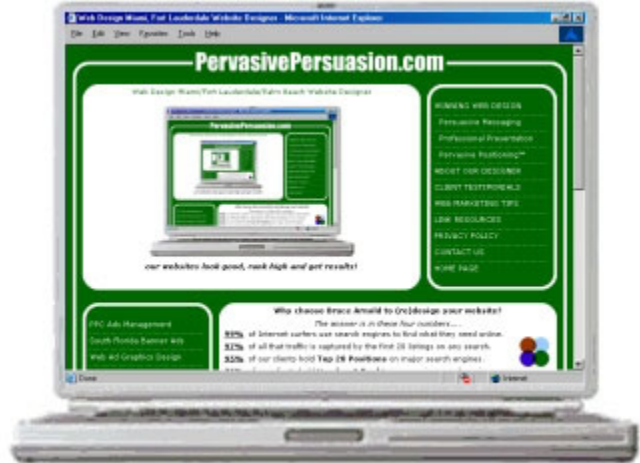 Web Design Miami, Fort Lauderdale Website Designer - Microsoft Internet Explorer
File Edit View Favorites Tools Help
PervasivePersuasion.com
Web Design Miami/Fort Lauderdale/Palm Beach Website Designer
PervasivePersuasion.com
our websites look good, rank high and get results!
WINNING WEB DESIGN
Persuasive Messaging
Professional Presentation
Pervasive Positioning℠
ABOUT OUR DESIGNER
CLIENT TESTIMONIALS
WEB MARKETING TIPS
LINK RESOURCES
PRIVACY POLICY
CONTACT US
HOME PAGE
PPC Ads Management
South Florida Banner Ads
Web Ad Graphics Design
Why choose Bruce Arnold to (re)design your website?
The answer is in these four numbers....
99% of Internet surfers use search engines to find what they need online.
92% of all that traffic is captured by the first 20 listings on any search.
95% of our clients hold Top 20 Positions on major search engines.
Done
Internet